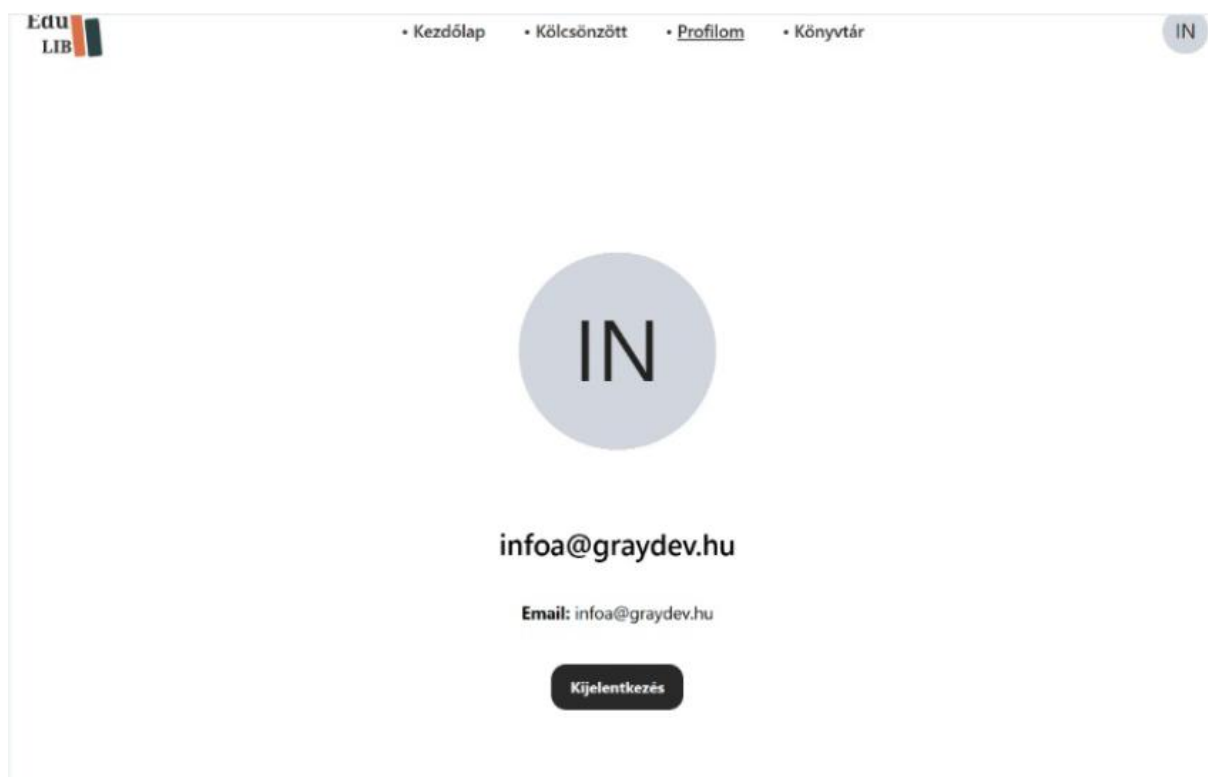 Edu
LIB
• Kezdőlap • Kölcsönzött • Profilom • Könyvtár
IN
IN
infoa@graydev.hu
Email: infoa@graydev.hu
Kijelentkezés